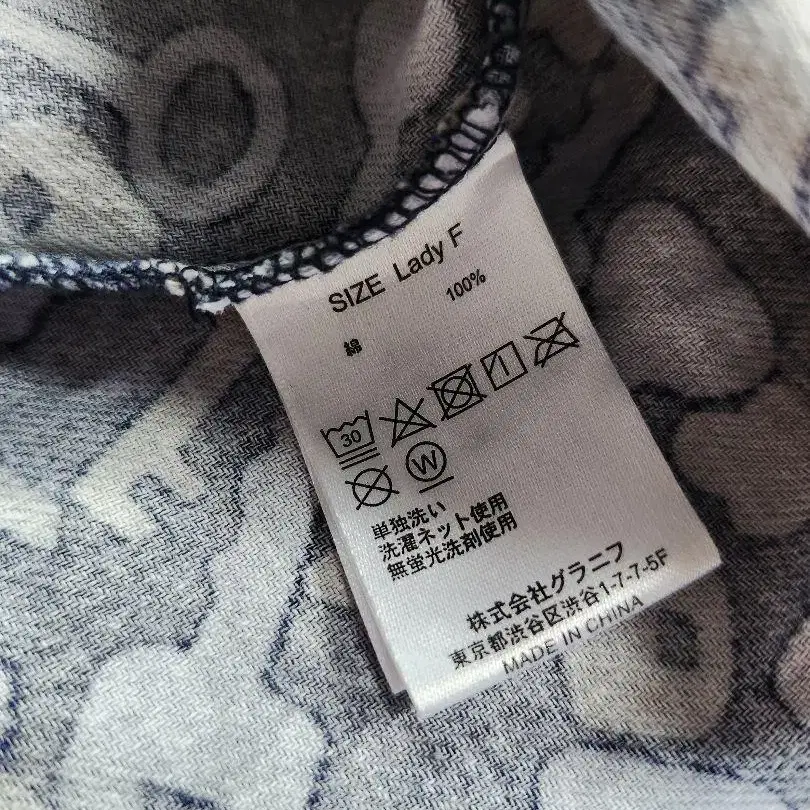 SIZE Lady F
綿 100%
30
W
単独洗い
洗濯ネット使用
無蛍光洗剤使用
株式会社グラニフ
東京都渋谷区渋谷1-7-7-5F
MADE IN CHINA